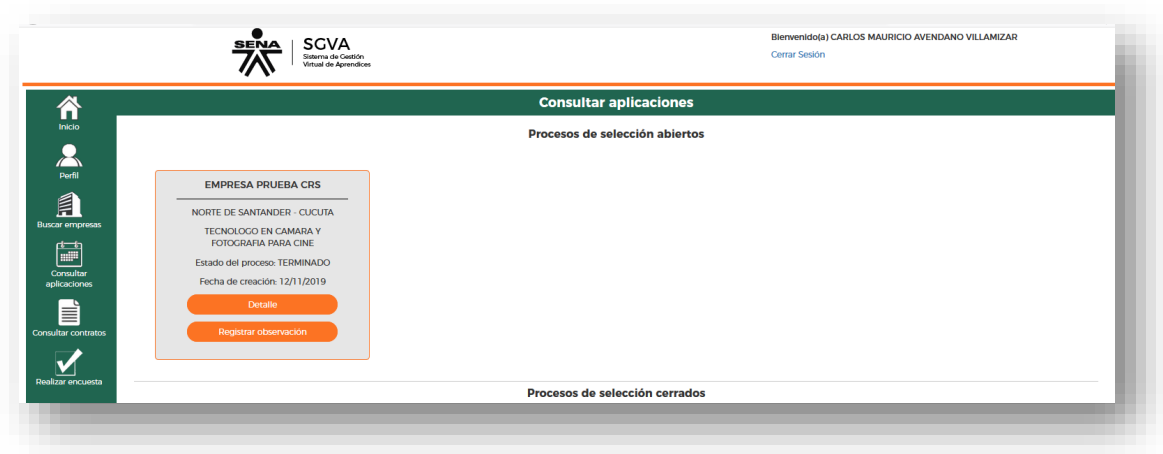 SENA
SGVA
Sistema de Gestión
Virtual de Aprendices
Bienvenido(a) CARLOS MAURICIO AVENDANO VILLAMIZAR
Cerrar Sesión
Consultar aplicaciones
Inicio
Perfil
Buscar empresas
Consultar
aplicaciones
Consultar contratos
Realizar encuesta
Procesos de selección abiertos
EMPRESA PRUEBA CRS
NORTE DE SANTANDER - CUCUTA
TECNOLOGO EN CAMARA Y
FOTOGRAFIA PARA CINE
Estado del proceso: TERMINADO
Fecha de creación: 12/11/2019
Detalle
Registrar observación
Procesos de selección cerrados